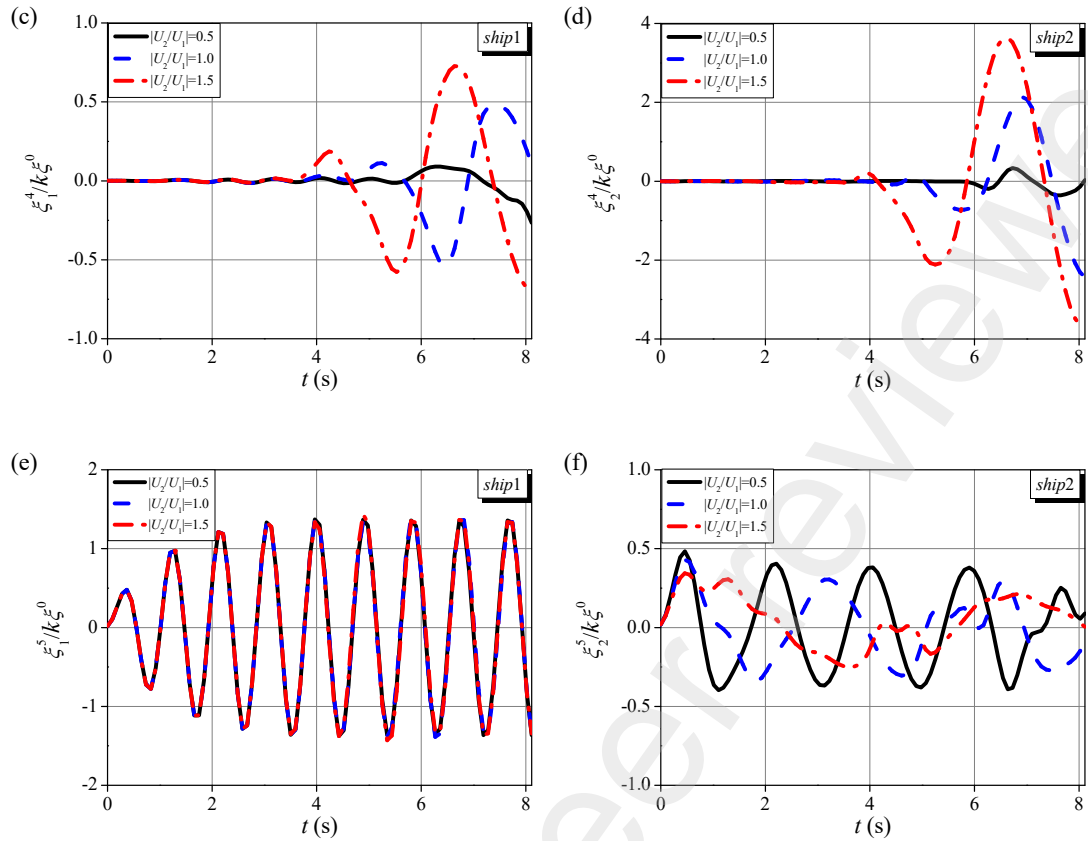 (c)
1.0
0.5
0.0
-0.5
-1.0
ξ₁⁴/kξ⁰
|U₂/U₁|=0.5
|U₂/U₁|=1.0
|U₂/U₁|=1.5
ship1
0 2 4 6 8
t (s)
(d)
4
2
0
-2
-4
ξ₂⁴/kξ⁰
|U₂/U₁|=0.5
|U₂/U₁|=1.0
|U₂/U₁|=1.5
ship2
0 2 4 6 8
t (s)
(e)
2
1
0
-1
-2
ξ₁⁵/kξ⁰
|U₂/U₁|=0.5
|U₂/U₁|=1.0
|U₂/U₁|=1.5
ship1
0 2 4 6 8
t (s)
(f)
1.0
0.5
0.0
-0.5
-1.0
ξ₂⁵/kξ⁰
|U₂/U₁|=0.5
|U₂/U₁|=1.0
|U₂/U₁|=1.5
ship2
0 2 4 6 8
t (s)
eer reviewe